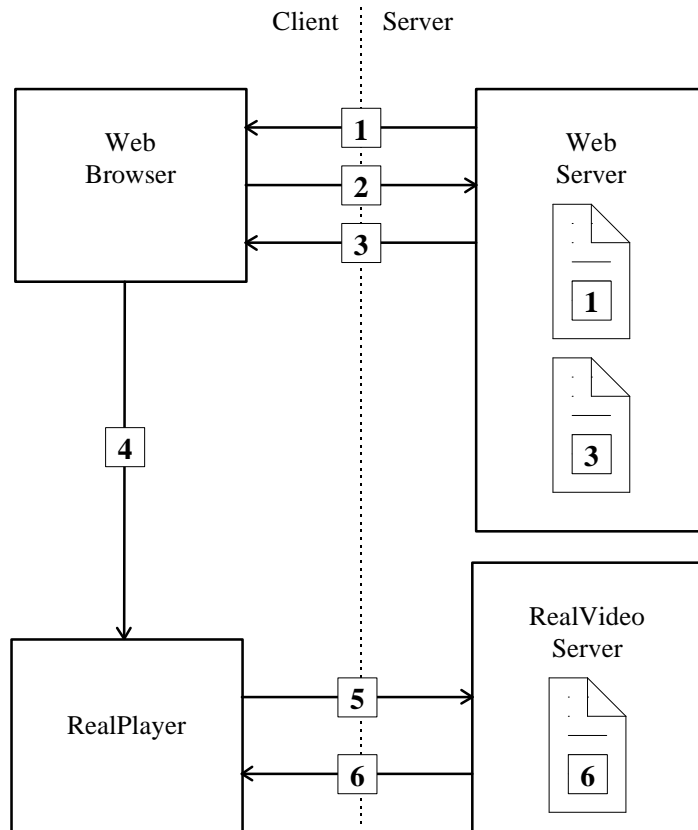 Client Server
Web
Browser
1
2
3
Web
Server
1
3
4
RealPlayer
5
6
RealVideo
Server
6